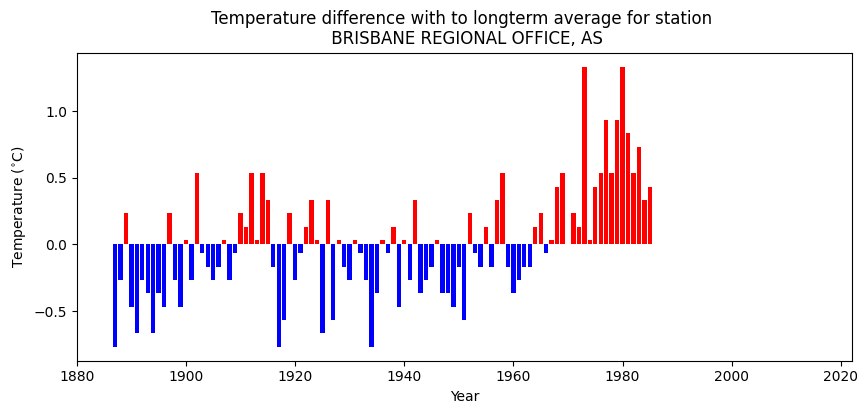 Temperature difference with to longterm average for station
BRISBANE REGIONAL OFFICE, AS
Temperature (°C)
1.0
0.5
0.0
−0.5
1880 1900 1920 1940 1960 1980 2000 2020
Year